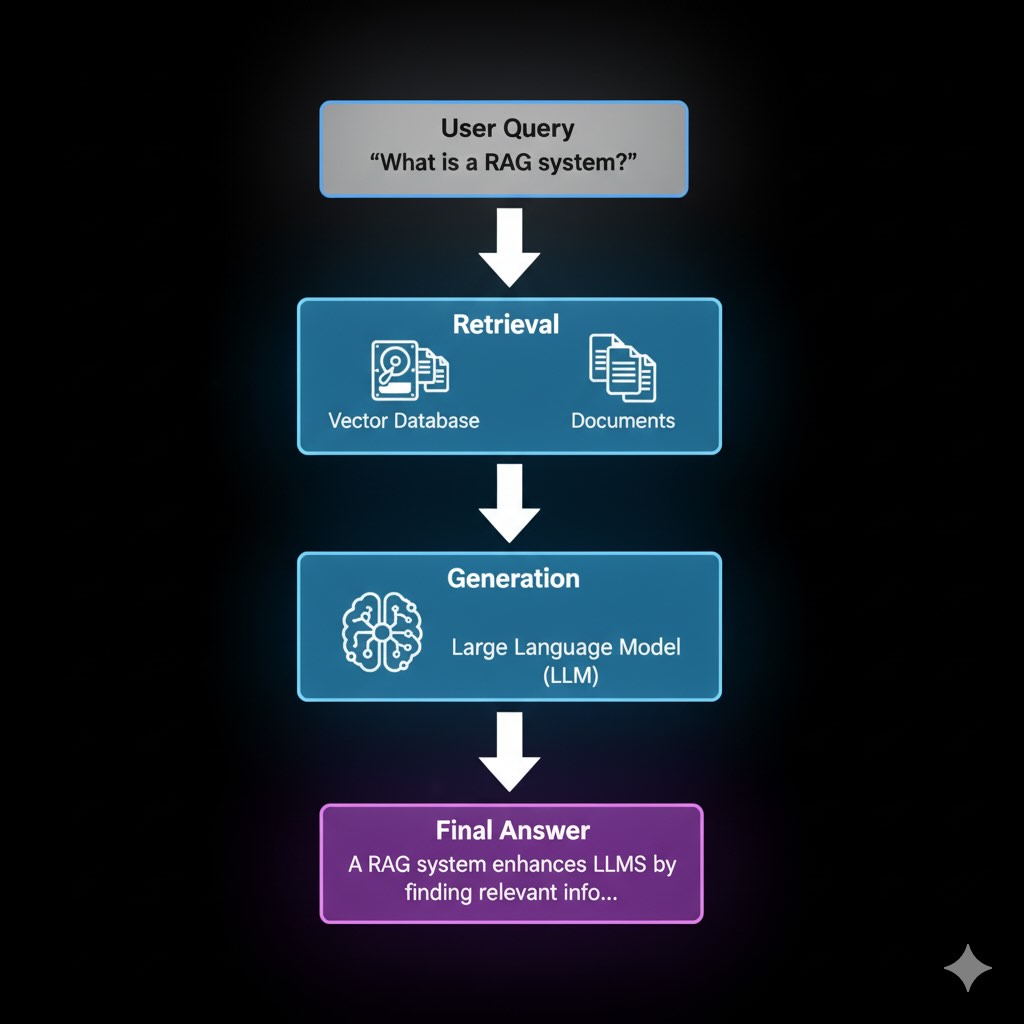 User Query
“What is a RAG system?”
Retrieval
Vector Database
Documents
Generation
Large Language Model
(LLM)
Final Answer
A RAG system enhances LLMS by
finding relevant info...